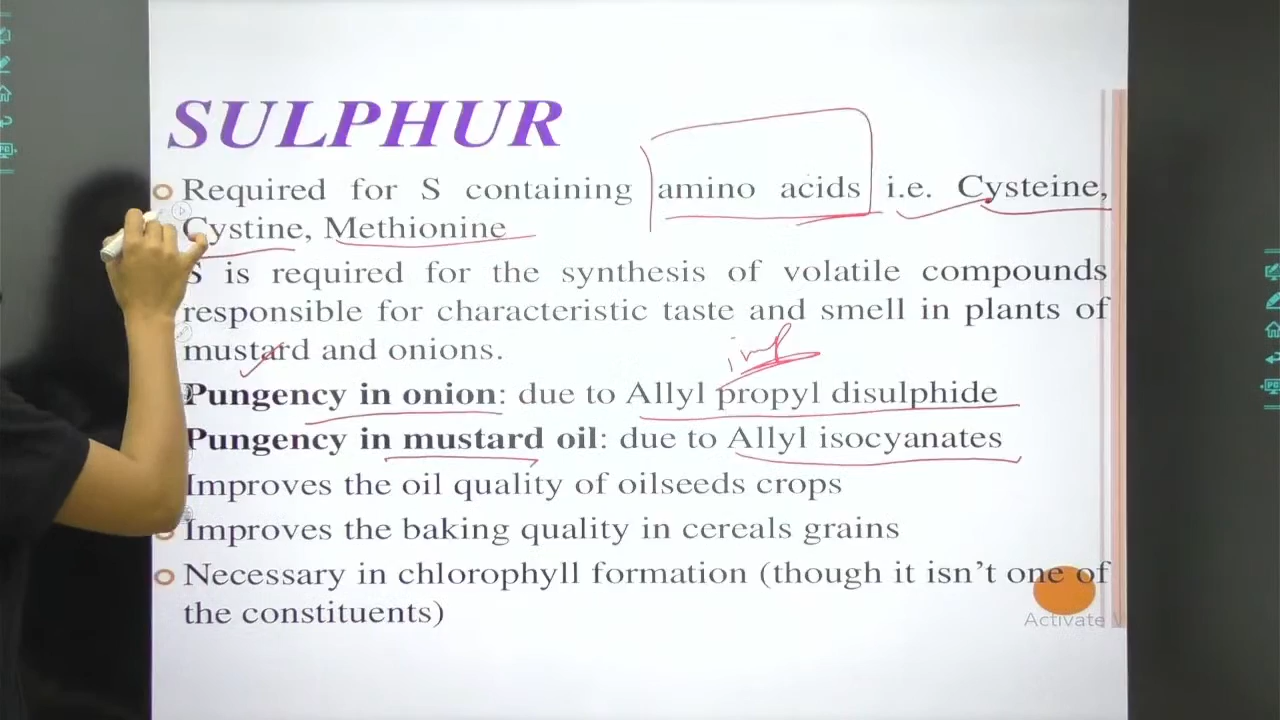 SULPHUR
Required for S containing amino acids i.e. Cysteine,
Cystine, Methionine
S is required for the synthesis of volatile compounds
responsible for characteristic taste and smell in plants of
mustard and onions.
imp
Pungency in onion: due to Allyl propyl disulphide
Pungency in mustard oil: due to Allyl isocyanates
Improves the oil quality of oilseeds crops
Improves the baking quality in cereals grains
Necessary in chlorophyll formation (though it isn't one of
the constituents)
Activate